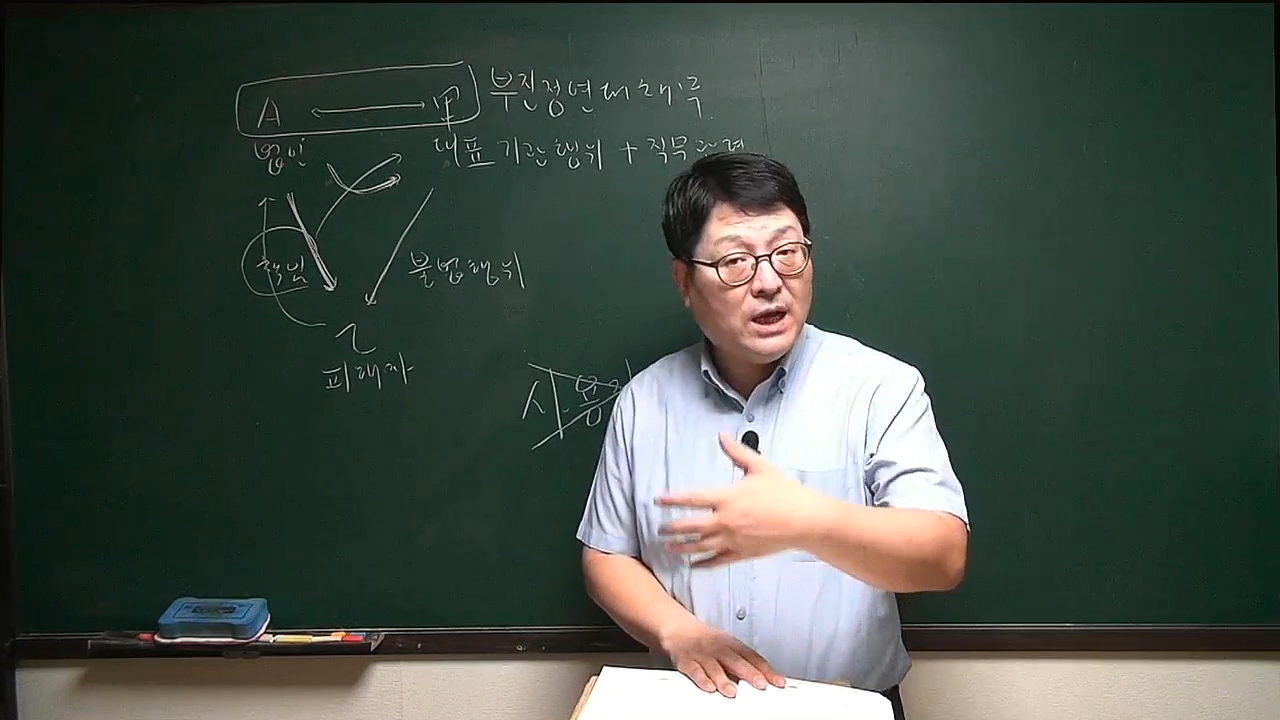 A ↔ 甲 부진정연대채무
법인 대표기관행위 + 직무관련
책임 불법행위
乙
피해자
사용